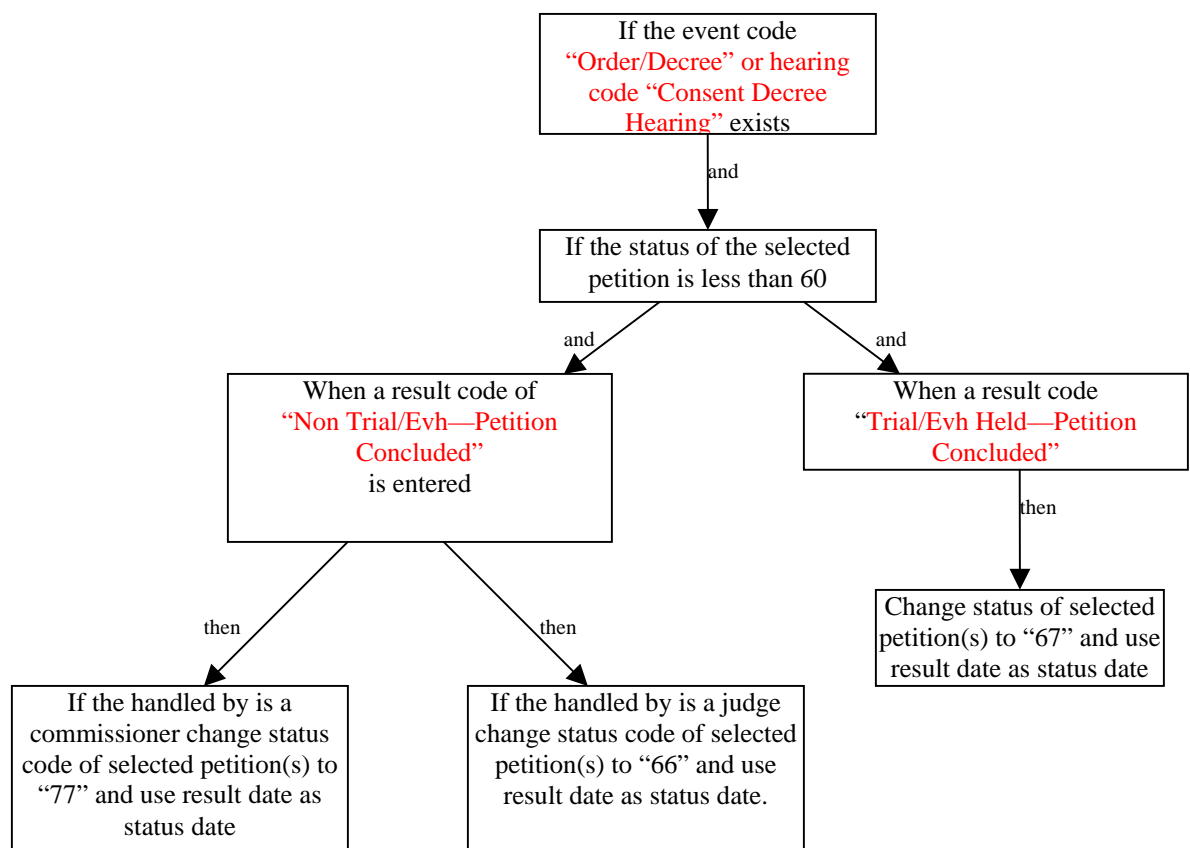 If the event code
“Order/Decree” or hearing
code “Consent Decree
Hearing” exists
and
If the status of the selected
petition is less than 60
and
and
When a result code of
“Non Trial/Evh—Petition
Concluded”
is entered
When a result code
“Trial/Evh Held—Petition
Concluded”
then
Change status of selected
petition(s) to “67” and use
result date as status date
then
then
If the handled by is a
commissioner change status
code of selected petition(s) to
“77” and use result date as
status date
If the handled by is a judge
change status code of selected
petition(s) to “66” and use
result date as status date.